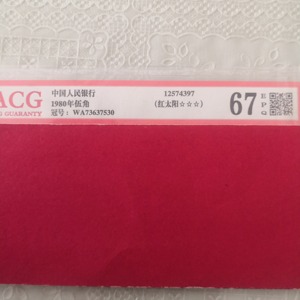 ACG
GUARANTY
中国人民银行
1980年伍角
冠号: WA73637530
12574397
(红太阳☆☆☆)
67 EPQ